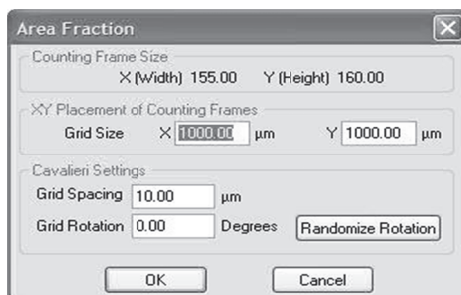 Area Fraction
Counting Frame Size
X (Width) 155.00 Y (Height) 160.00
XY Placement of Counting Frames
Grid Size X 1000.00 µm Y 1000.00 µm
Cavalieri Settings
Grid Spacing 10.00 µm
Grid Rotation 0.00 Degrees Randomize Rotation
OK Cancel